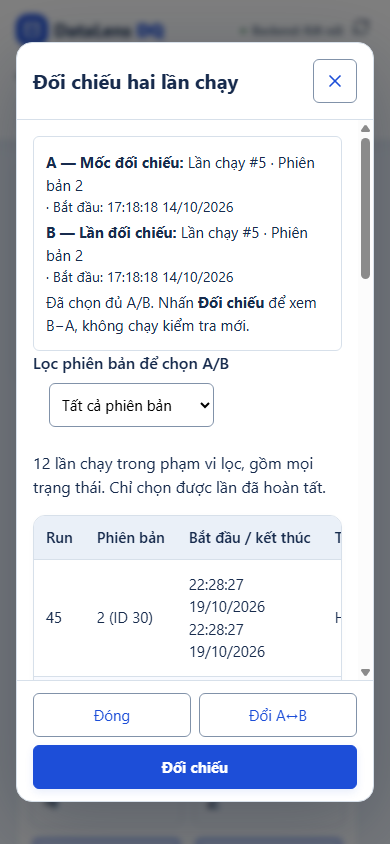 DataLens DQ
Đối chiếu hai lần chạy
A — Mốc đối chiếu: Lần chạy #5 · Phiên
bản 2
· Bắt đầu: 17:18:18 14/10/2026
B — Lần đối chiếu: Lần chạy #5 · Phiên
bản 2
· Bắt đầu: 17:18:18 14/10/2026
Đã chọn đủ A/B. Nhấn Đối chiếu để xem
B−A, không chạy kiểm tra mới.
Lọc phiên bản để chọn A/B
Tất cả phiên bản
12 lần chạy trong phạm vi lọc, gồm mọi
trạng thái. Chỉ chọn được lần đã hoàn tất.
Run Phiên bản Bắt đầu / kết thúc T
45 2 (ID 30) 22:28:27
19/10/2026
22:28:27
19/10/2026
H
Đóng Đổi A↔B
Đối chiếu